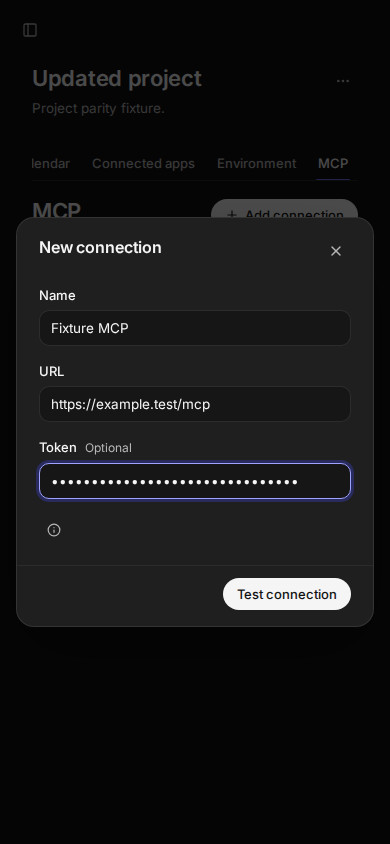 Updated project
Project parity fixture.
lendar Connected apps Environment MCP
MCP
Add connection
New connection
Name
Fixture MCP
URL
https://example.test/mcp
Token Optional
•••••••••••••••••••••••••••••••
Test connection